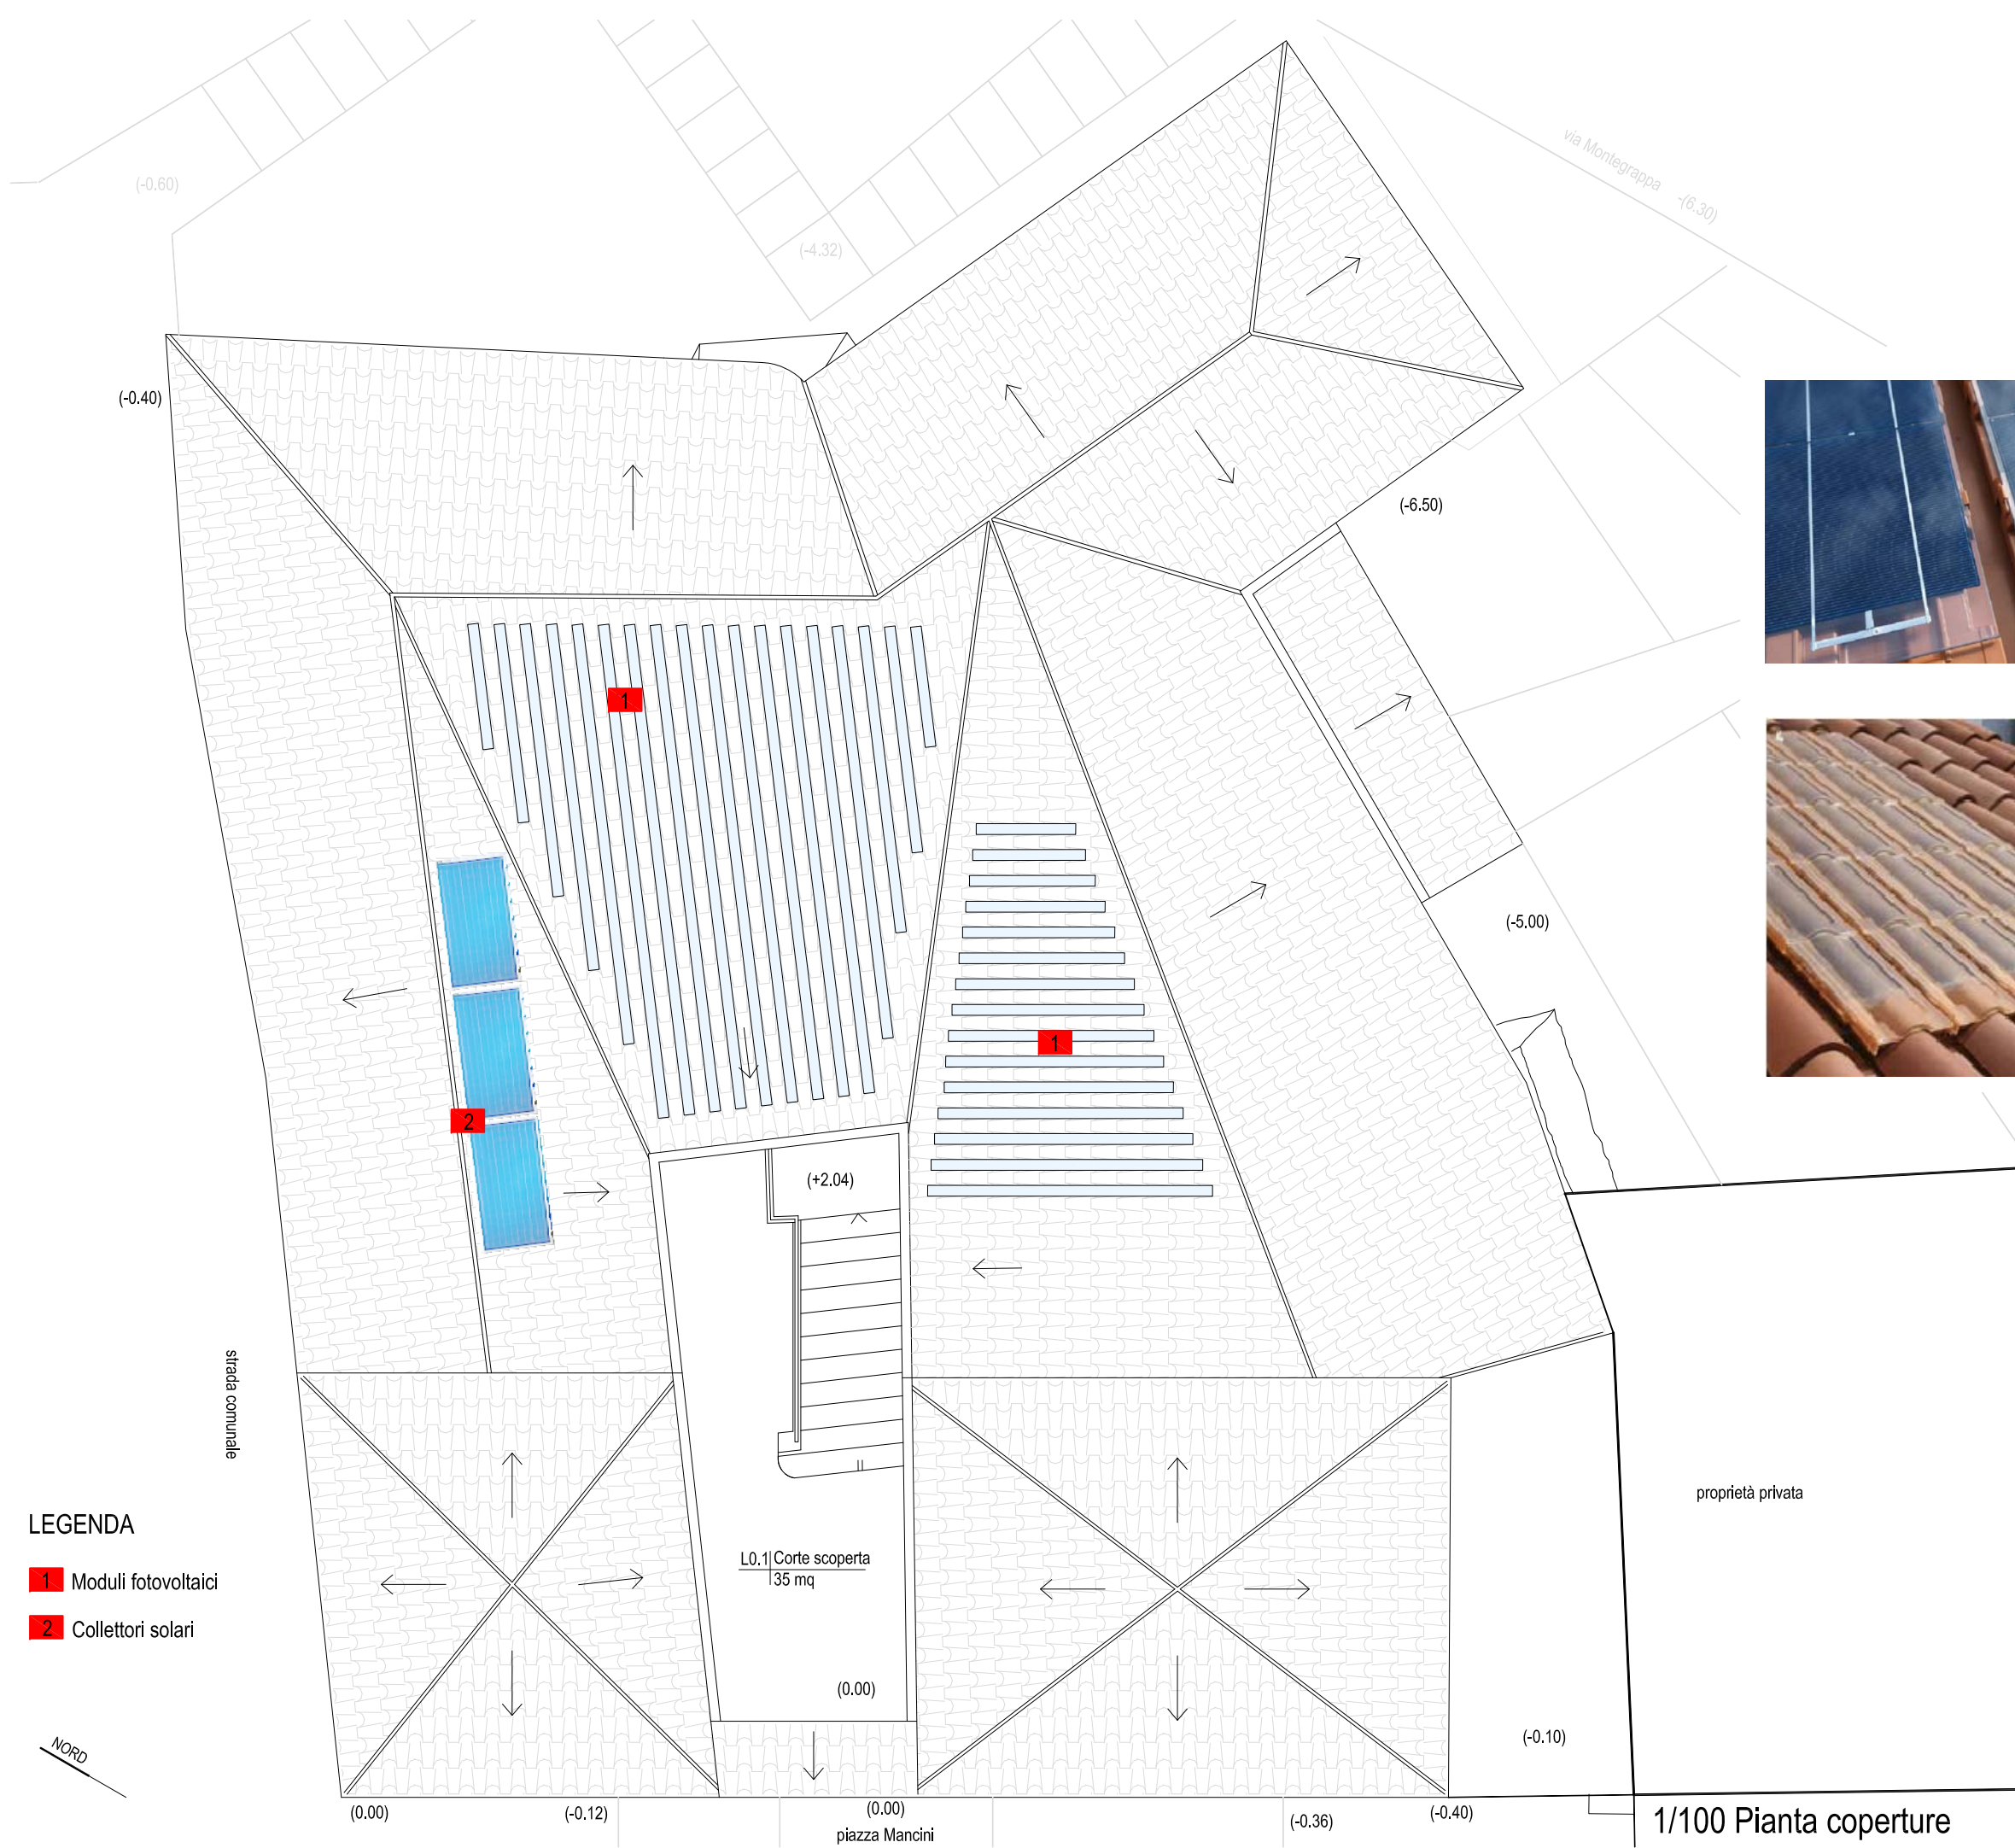 via Montegrappa
-(6.30)
(-0.60)
(-4.32)
(-0.40)
(-6.50)
1
(-5.00)
1
2
(+2.04)
strada comunale
proprietà privata
LEGENDA
1 Moduli fotovoltaici
2 Collettori solari
L0.1 Corte scoperta
35 mq
(0.00)
NORD
(-0.10)
(0.00)
(-0.12)
(0.00)
(-0.36)
(-0.40)
piazza Mancini
1/100 Pianta coperture